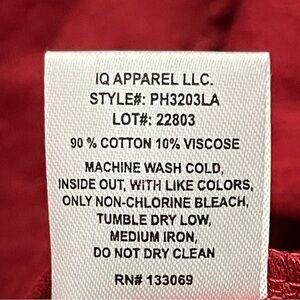 IQ APPAREL LLC.
STYLE#: PH3203LA
LOT#: 22803
90 % COTTON 10% VISCOSE
MACHINE WASH COLD,
INSIDE OUT, WITH LIKE COLORS,
ONLY NON-CHLORINE BLEACH,
TUMBLE DRY LOW,
MEDIUM IRON,
DO NOT DRY CLEAN
RN# 133069